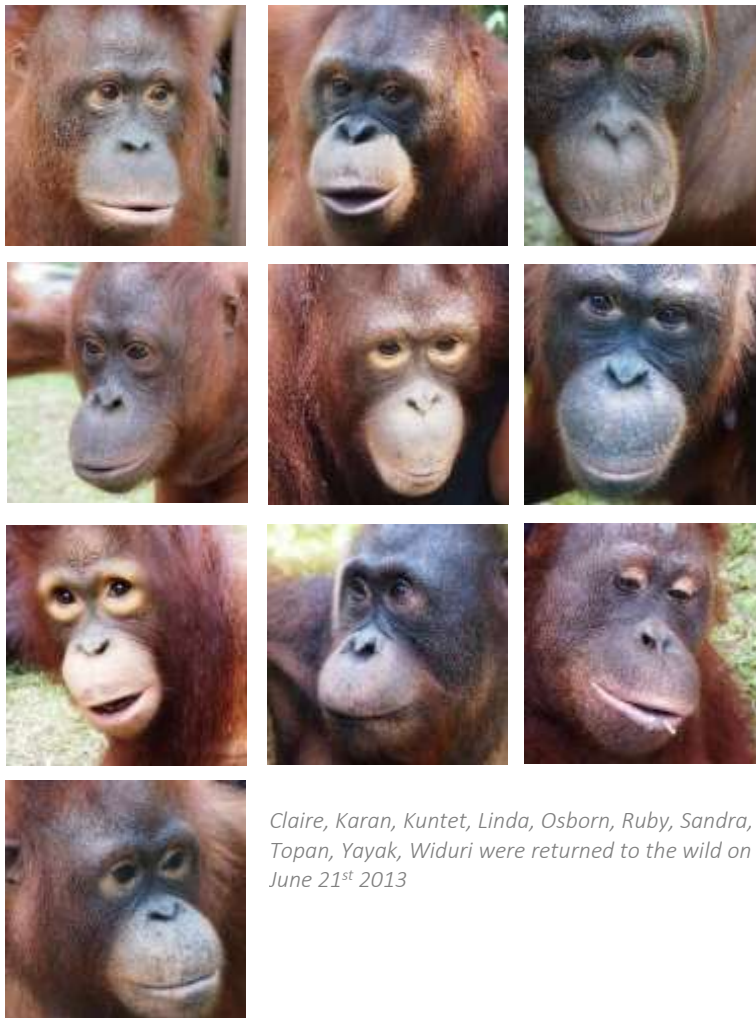 Claire, Karan, Kuntet, Linda, Osborn, Ruby, Sandra,
Topan, Yayak, Widuri were returned to the wild on
June 21st 2013